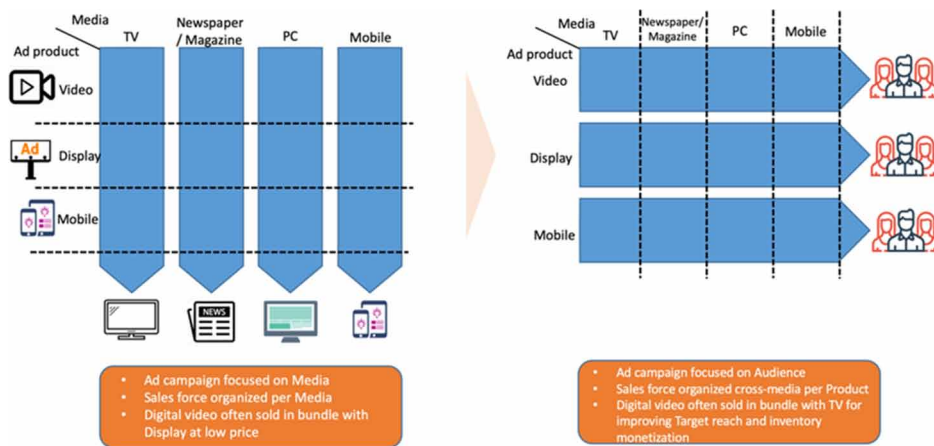 Media
TV
Newspaper
/ Magazine
PC
Mobile
Ad product
Video
Ad
Display
Mobile
NEWS
• Ad campaign focused on Media
• Sales force organized per Media
• Digital video often sold in bundle with
Display at low price
Media
TV
Newspaper/
Magazine
PC
Mobile
Ad product
Video
Display
Mobile
• Ad campaign focused on Audience
• Sales force organized cross-media per Product
• Digital video often sold in bundle with TV for
improving Target reach and inventory
monetization